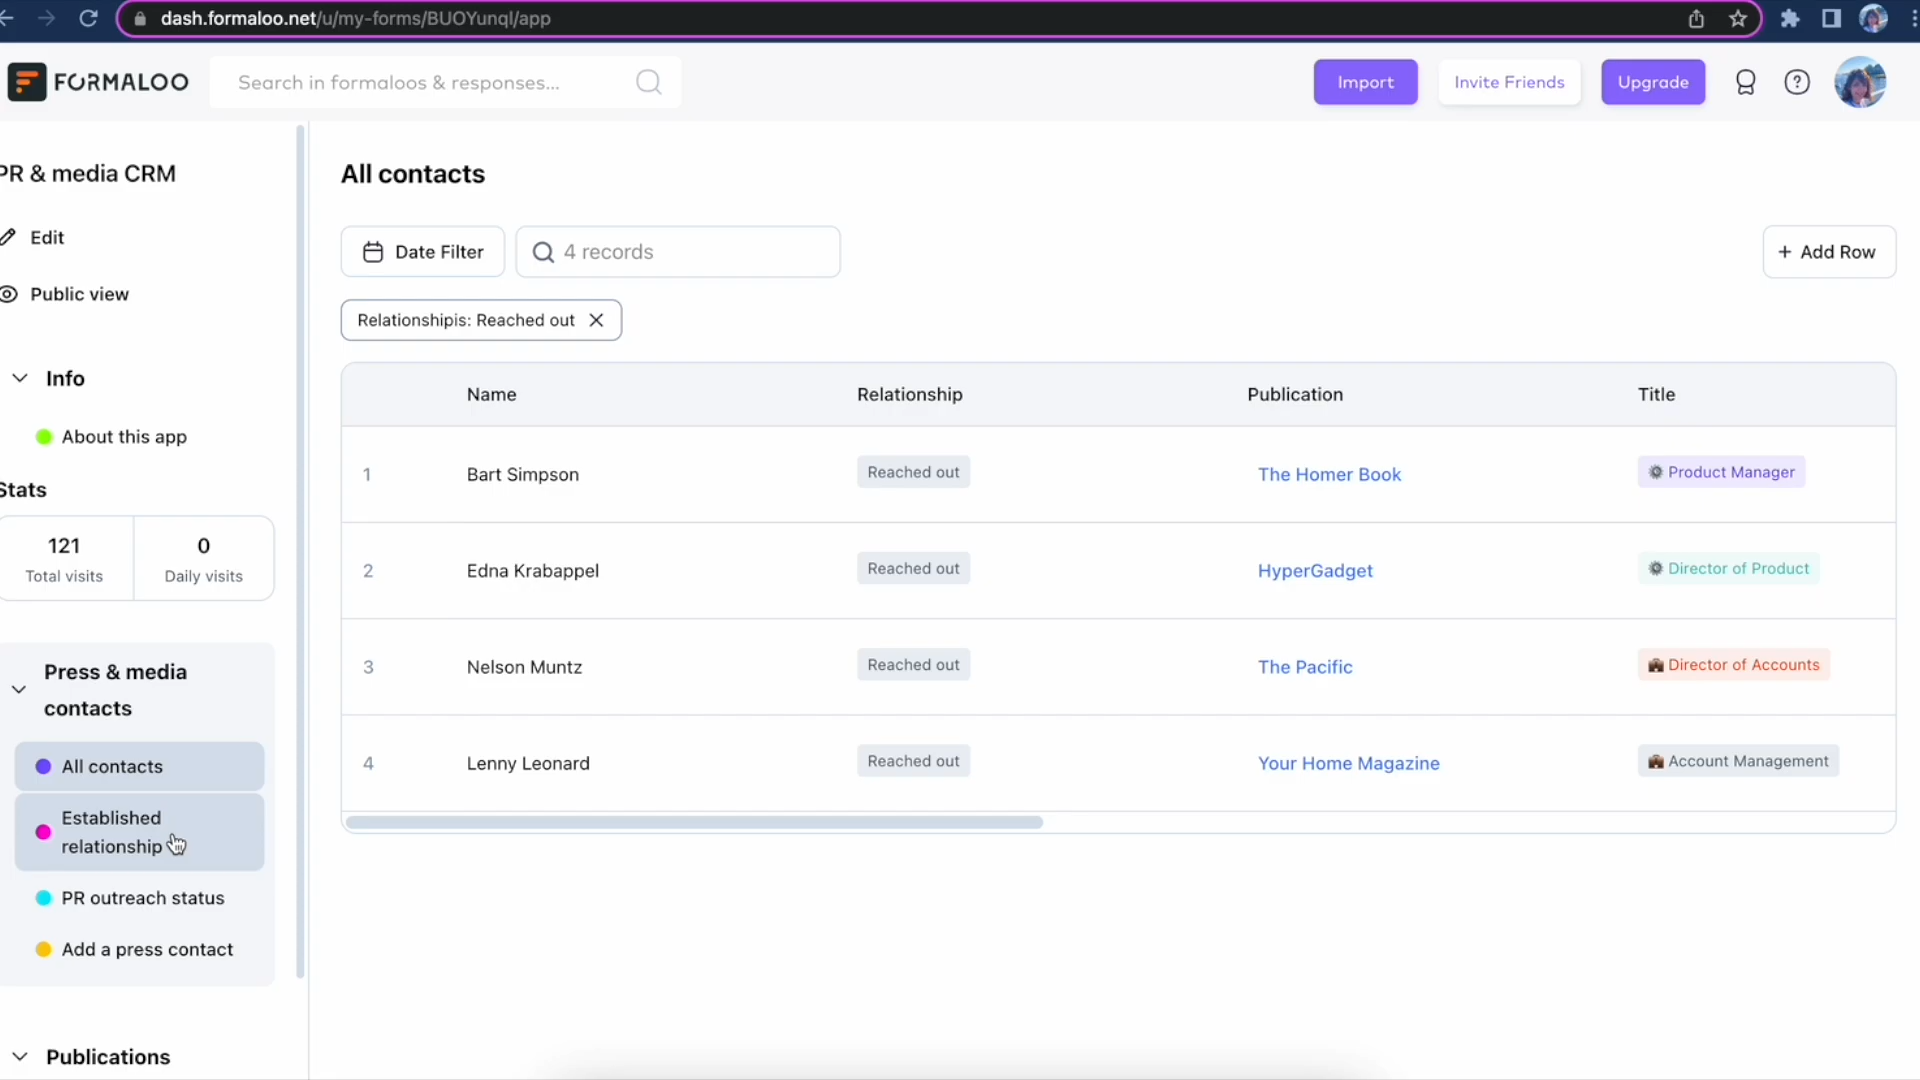 dash.formaloo.net/u/my-forms/BUOYunql/app
FORMALOO
Search in formaloos & responses...
Import
Invite Friends
Upgrade
PR & media CRM
Edit
Public view
Info
About this app
Stats
121
Total visits
0
Daily visits
Press & media
contacts
All contacts
Established
relationship
PR outreach status
Add a press contact
Publications
All contacts
Date Filter
4 records
+ Add Row
Relationshipis: Reached out
Name Relationship Publication Title
1 Bart Simpson Reached out The Homer Book Product Manager
2 Edna Krabappel Reached out HyperGadget Director of Product
3 Nelson Muntz Reached out The Pacific Director of Accounts
4 Lenny Leonard Reached out Your Home Magazine Account Management